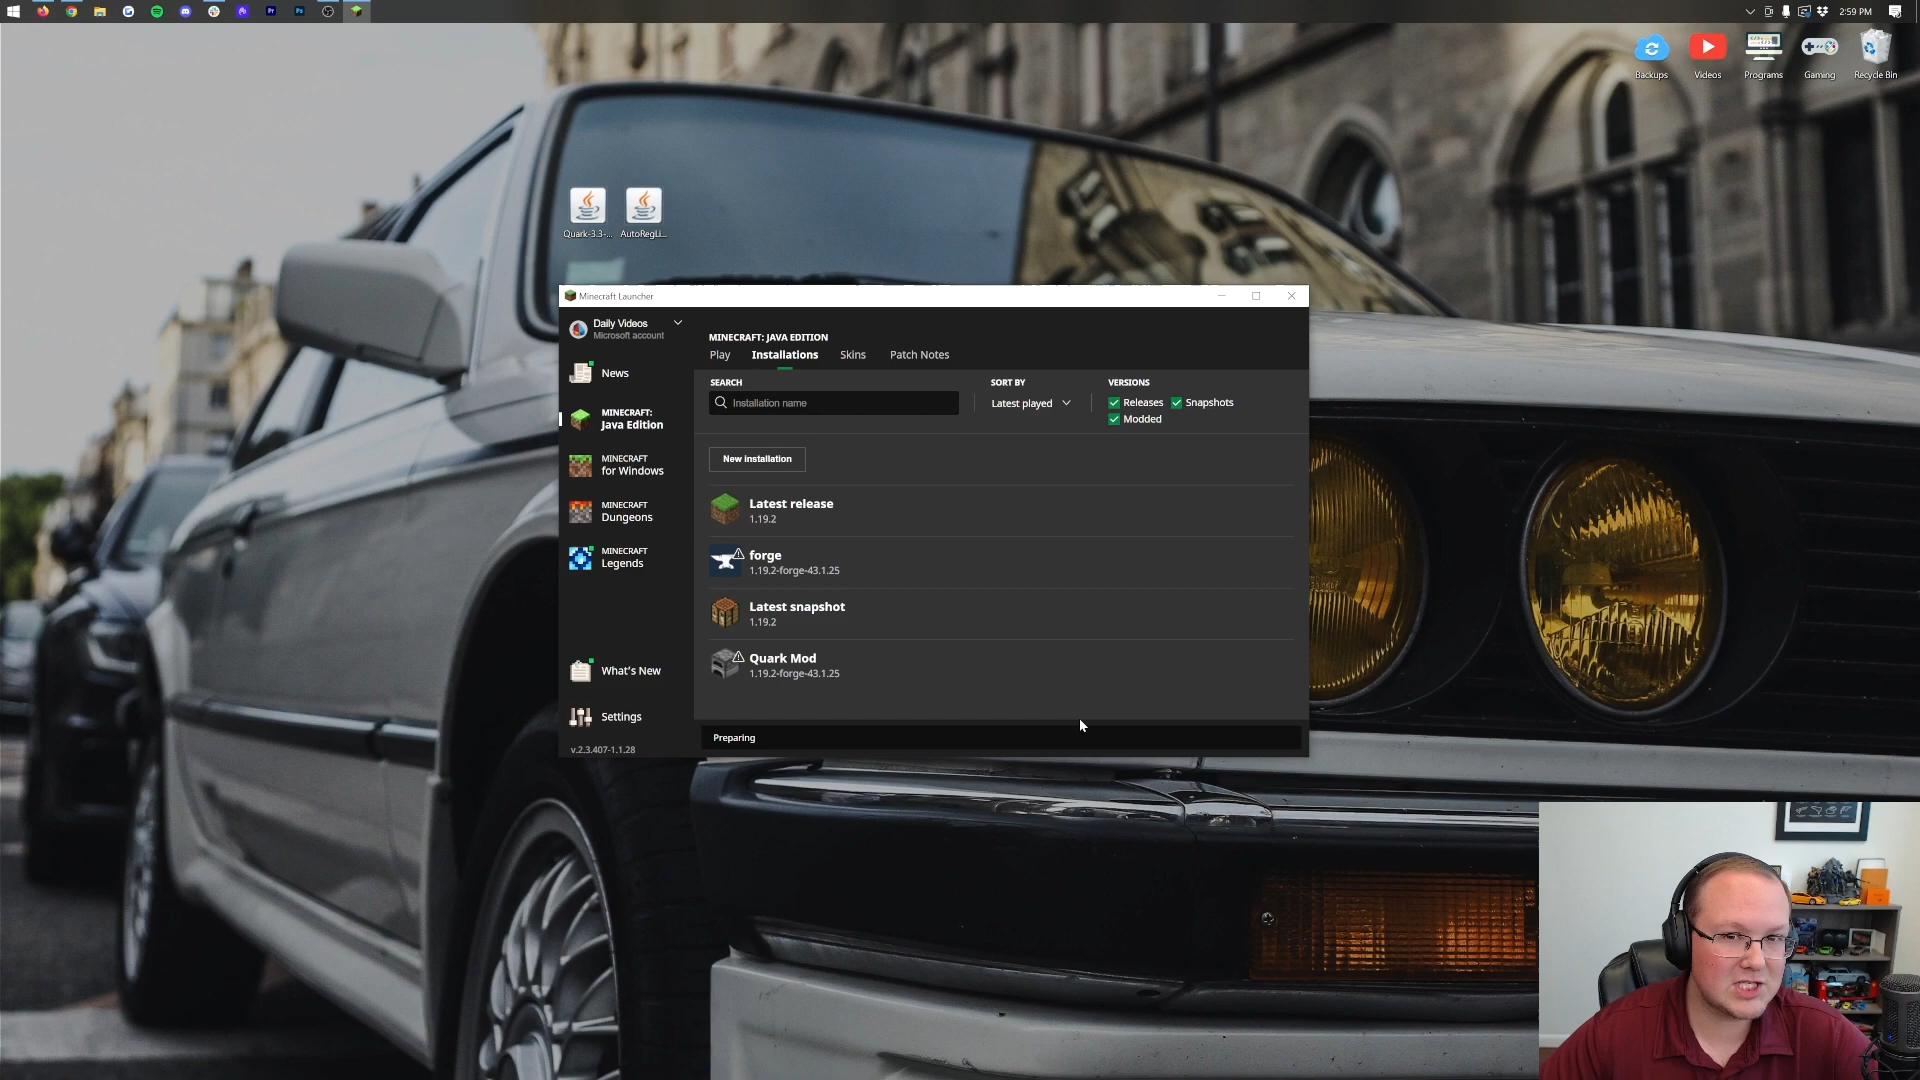 2:59 PM
Backups
Videos
Programs
Gaming
Recycle Bin
Quark-3.3-...
AutoRegLi...
Minecraft Launcher
Daily Videos
Microsoft account
News
MINECRAFT:
Java Edition
MINECRAFT
for Windows
MINECRAFT
Dungeons
MINECRAFT
Legends
What's New
Settings
v.2.3.407-1.1.28
MINECRAFT: JAVA EDITION
Play
Installations
Skins
Patch Notes
SEARCH
Installation name
SORT BY
Latest played
VERSIONS
Releases
Snapshots
Modded
New installation
Latest release
1.19.2
forge
1.19.2-forge-43.1.25
Latest snapshot
1.19.2
Quark Mod
1.19.2-forge-43.1.25
Preparing